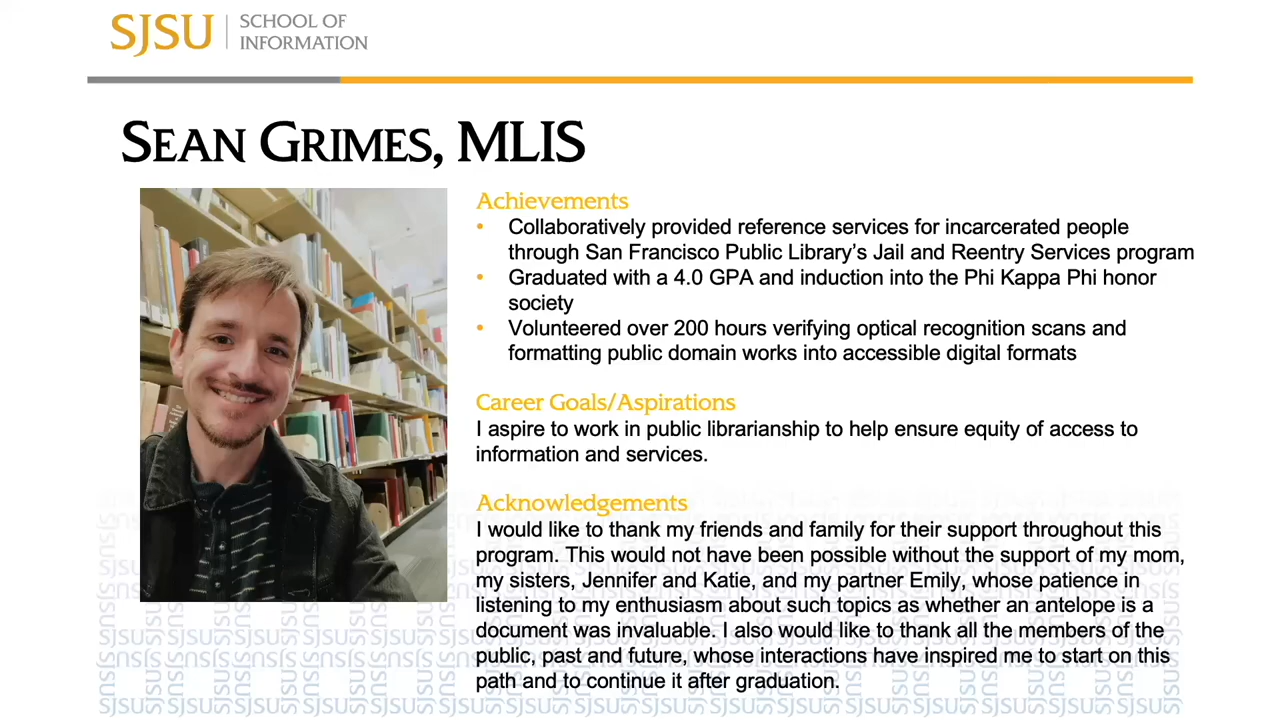 SJSU
SCHOOL OF
INFORMATION
SEAN GRIMES, MLIS
Achievements
• Collaboratively provided reference services for incarcerated people
through San Francisco Public Library’s Jail and Reentry Services program
• Graduated with a 4.0 GPA and induction into the Phi Kappa Phi honor
society
• Volunteered over 200 hours verifying optical recognition scans and
formatting public domain works into accessible digital formats
Career Goals/Aspirations
I aspire to work in public librarianship to help ensure equity of access to
information and services.
Acknowledgements
I would like to thank my friends and family for their support throughout this
program. This would not have been possible without the support of my mom,
my sisters, Jennifer and Katie, and my partner Emily, whose patience in
listening to my enthusiasm about such topics as whether an antelope is a
document was invaluable. I also would like to thank all the members of the
public, past and future, whose interactions have inspired me to start on this
path and to continue it after graduation.